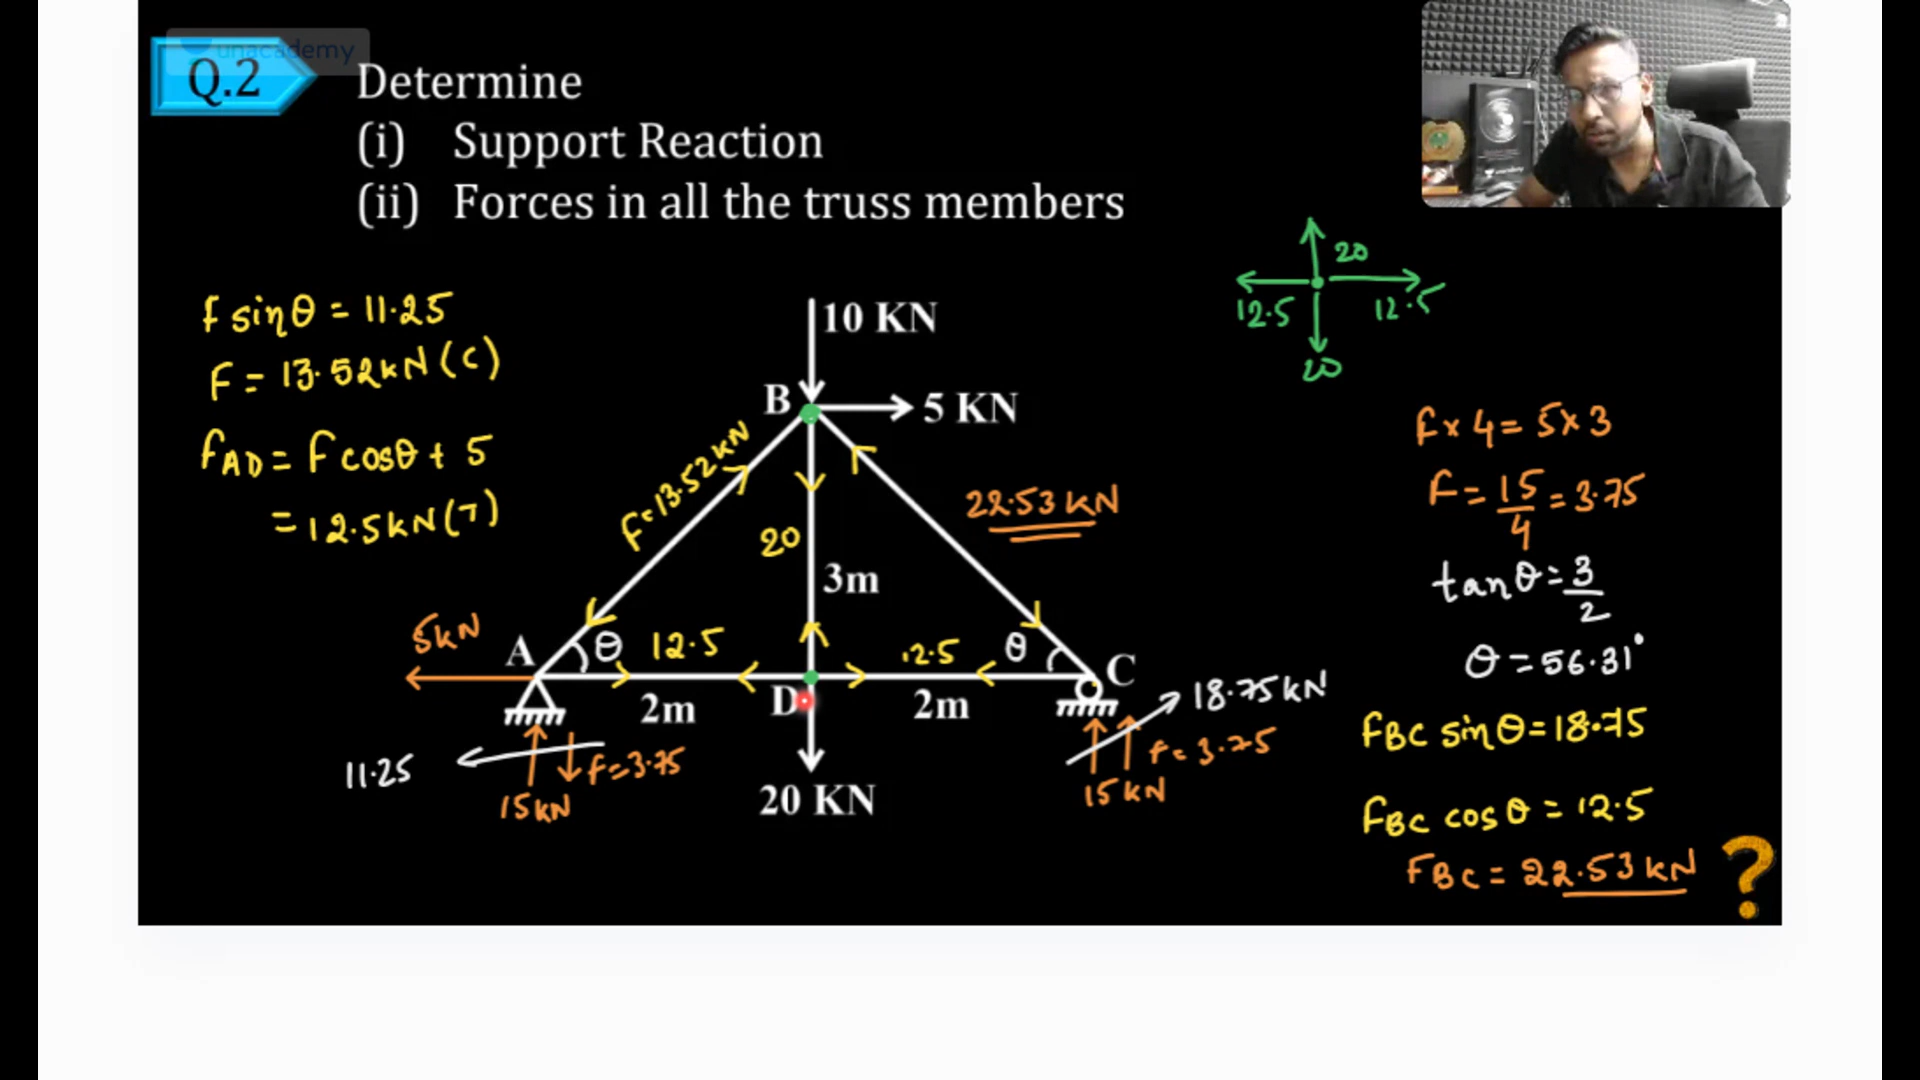 unacademy
Q.2
Determine
(i) Support Reaction
(ii) Forces in all the truss members
20
12.5 12.5
20
F sinθ = 11.25
F = 13.52kN (C)
FAD = F cosθ + 5
= 12.5kN (T)
10 KN
B
5 KN
F=13.52kN
22.53 kN
20
3m
5kN
A
θ
12.5
12.5
θ
C
2m
D
2m
18.75kN
11.25
F=3.75
15kN
20 KN
F= 3.75
15kN
F x 4 = 5x3
F = 15/4 = 3.75
tanθ = 3/2
θ = 56.31°
FBC sinθ = 18.75
FBC cosθ = 12.5
FBC = 22.53 kN
?